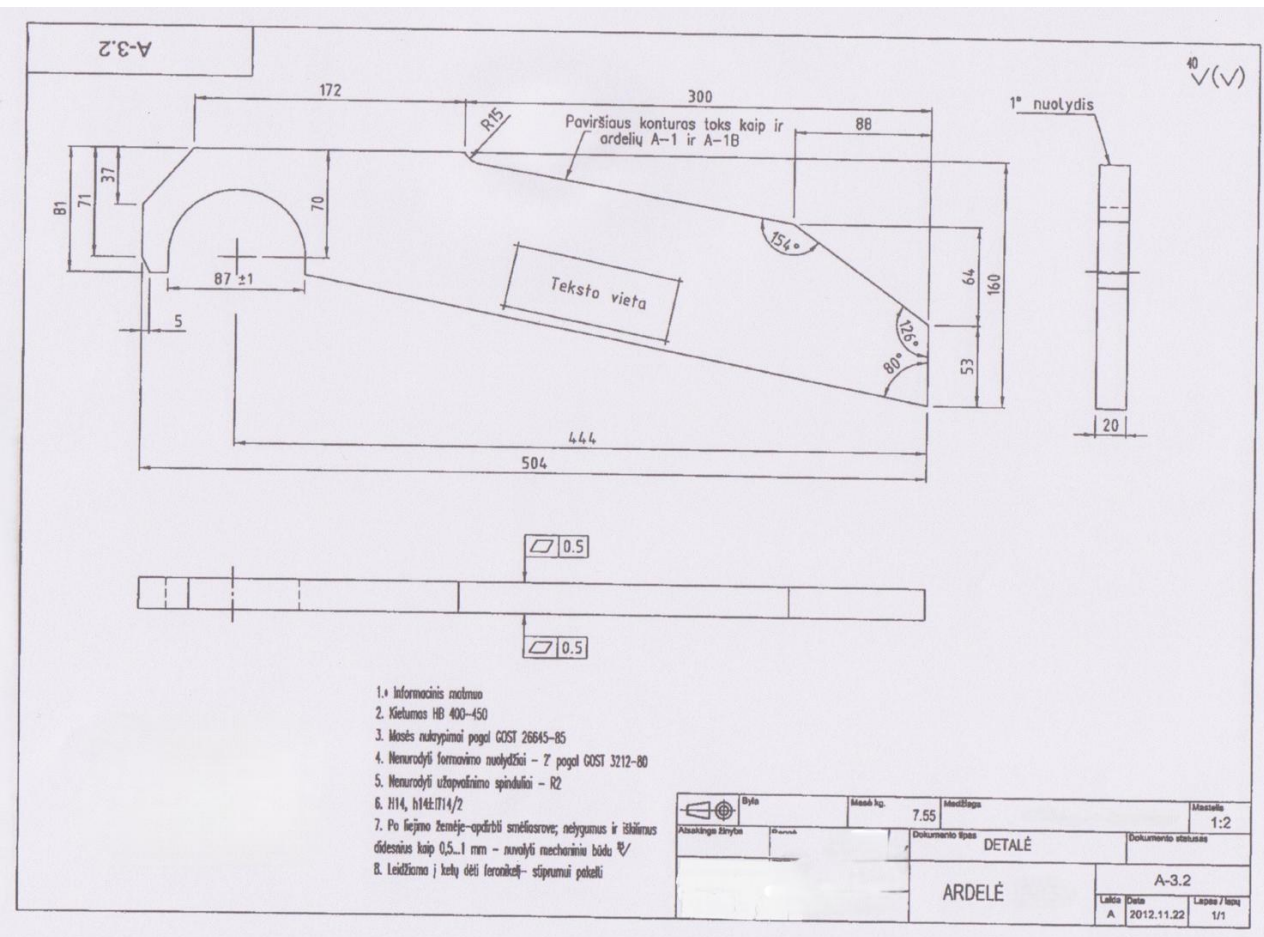 A-3.2
40
172
300
1° nuolydis
R15
Paviršiaus konturas toks kaip ir
ardelių A-1 ir A-1B
88
81
71
37
70
154°
64
160
Teksto vieta
87 ±1
5
126°
80°
53
20
444
504
0.5
0.5
1.* Informacinis matmuo
2. Kietumas HB 400-450
3. Masės nukrypimai pagal GOST 26645-85
4. Nenurodyti formavimo nuolydžiai - 2° pagal GOST 3212-80
5. Nenurodyti užapvalinimo spinduliai - R2
6. H14, h14±IT14/2
7. Po liejimo žemėje-apdirbti smėliosrove; nelygumus ir iškilimus
didesnius kaip 0,5...1 mm - nuvalyti mechaniniu būdu
8. Leidžiama į ketų dėti feronikelį- stiprumui pakelti
Byla
Masė kg.
7.55
Medžiaga
Mastelis
1:2
Atsakinga žinyba
Dokumento tipas
DETALĖ
Dokumento statusas
ARDELĖ
A-3.2
Laida
A
Data
2012.11.22
Lapas / lapų
1/1